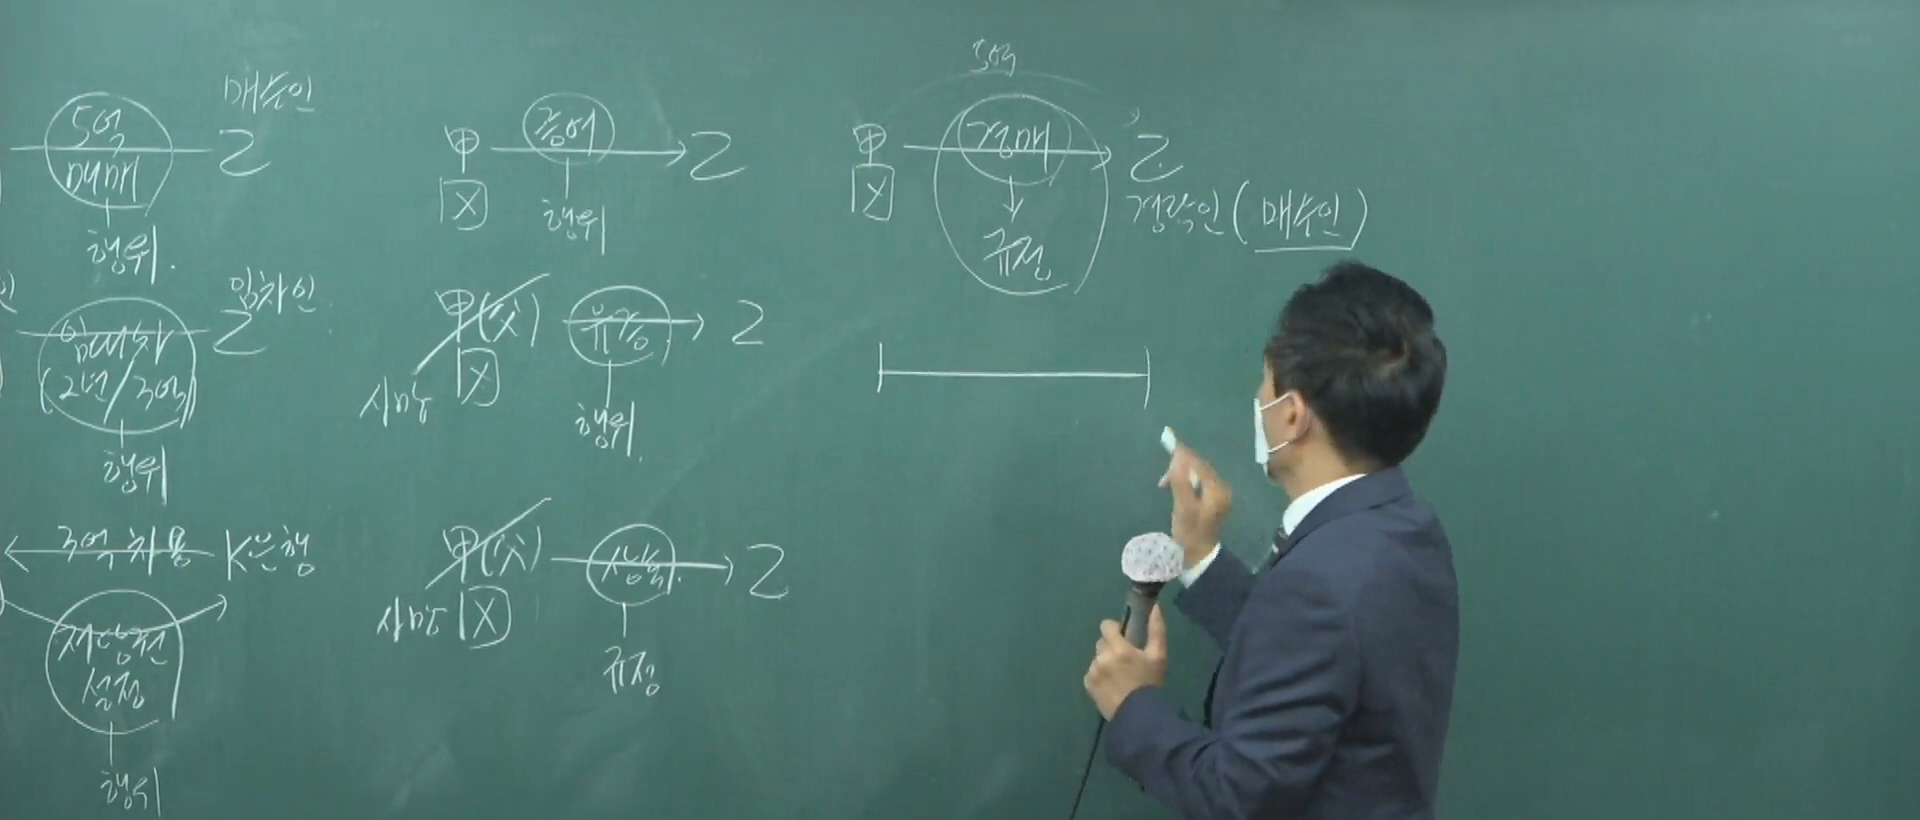 매수인
5억
매매
乙
행위.
임차인
임대차
(2년/3억)
乙
행위
3억 차용
K은행
저당권
설정
행위
甲
증여
乙
X
행위
甲(父)
유증
乙
사망
X
행위.
甲(父)
상속.
乙
사망
X
규정
5억
甲
경매
乙
X
규정
경락인(매수인)